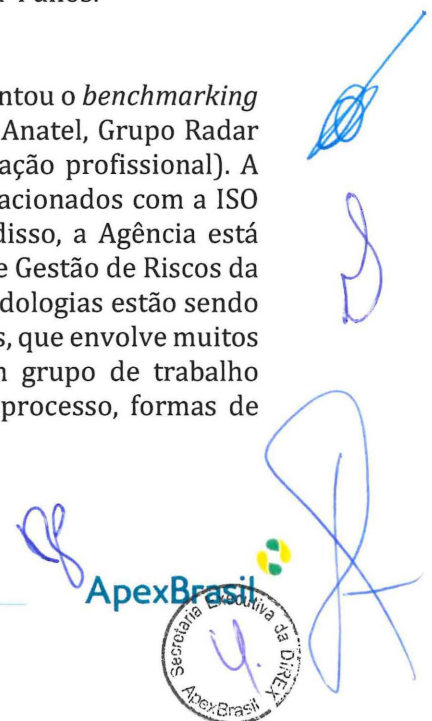 anos.
ntou o benchmarking
Anatel, Grupo Radar
ação profissional). A
acionados com a ISO
disso, a Agência está
e Gestão de Riscos da
dologias estão sendo
s, que envolve muitos
grupo de trabalho
processo, formas de
ApexBrasil
Secretaria Executiva da DIREX
ApexBrasil